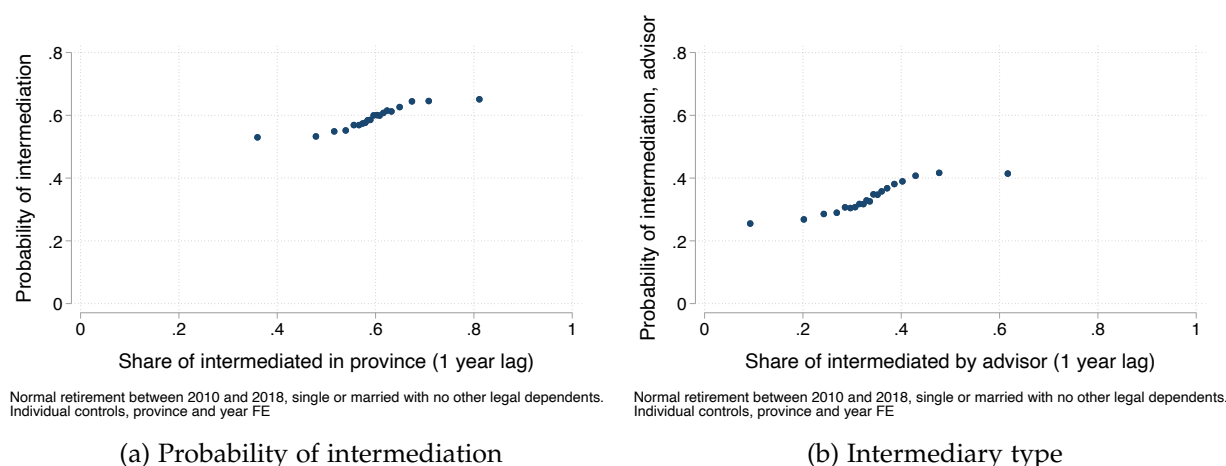 Probability of intermediation
.8
.6
.4
.2
0
0 .2 .4 .6 .8 1
Share of intermediated in province (1 year lag)
Normal retirement between 2010 and 2018, single or married with no other legal dependents.
Individual controls, province and year FE
(a) Probability of intermediation
Probability of intermediation, advisor
.8
.6
.4
.2
0
0 .2 .4 .6 .8 1
Share of intermediated by advisor (1 year lag)
Normal retirement between 2010 and 2018, single or married with no other legal dependents.
Individual controls, province and year FE
(b) Intermediary type